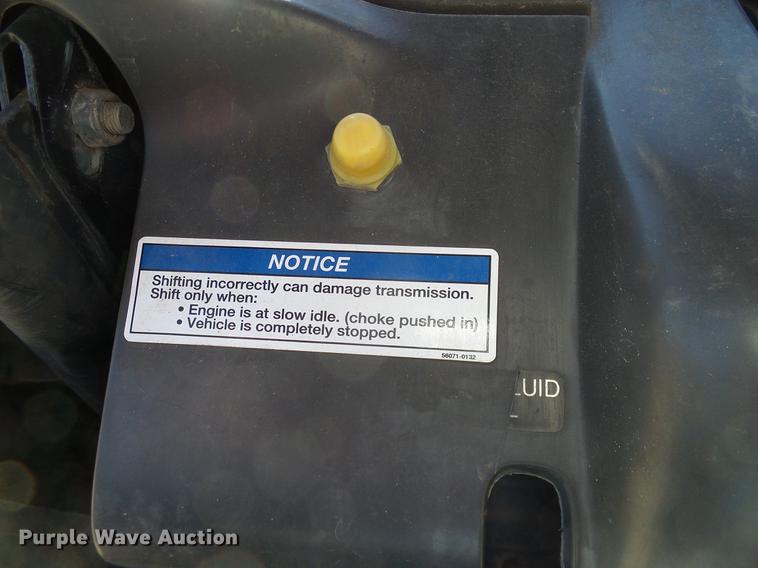 NOTICE
Shifting incorrectly can damage transmission.
Shift only when:
• Engine is at slow idle. (choke pushed in)
• Vehicle is completely stopped.
56071-0132
LUID
Purple Wave Auction